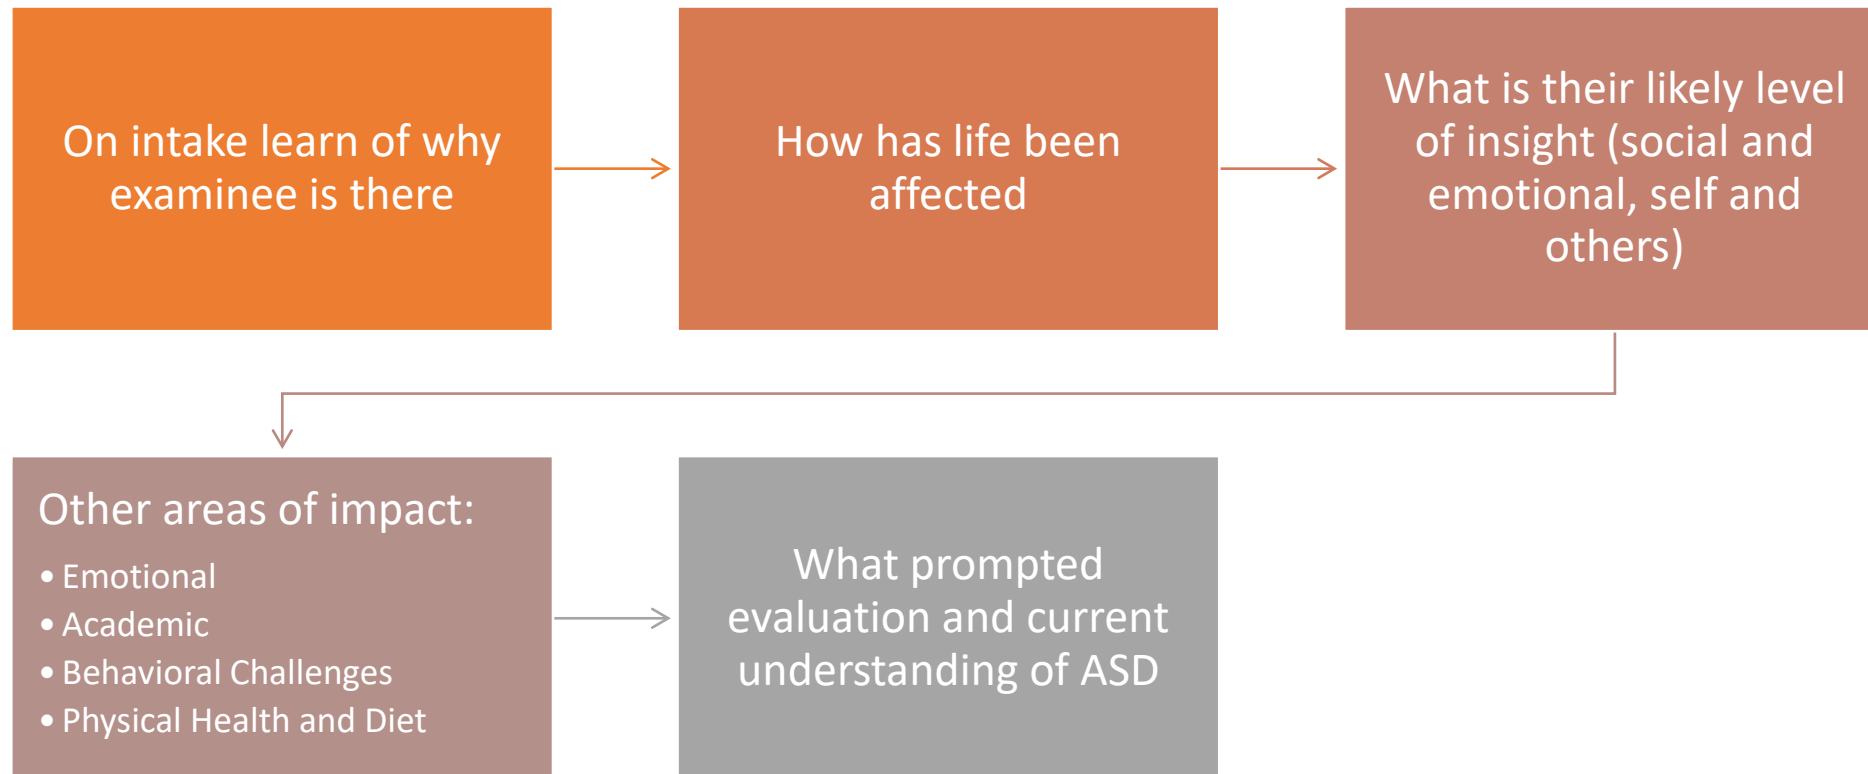 On intake learn of why
examinee is there
How has life been
affected
What is their likely level
of insight (social and
emotional, self and
others)
Other areas of impact:
• Emotional
• Academic
• Behavioral Challenges
• Physical Health and Diet
What prompted
evaluation and current
understanding of ASD